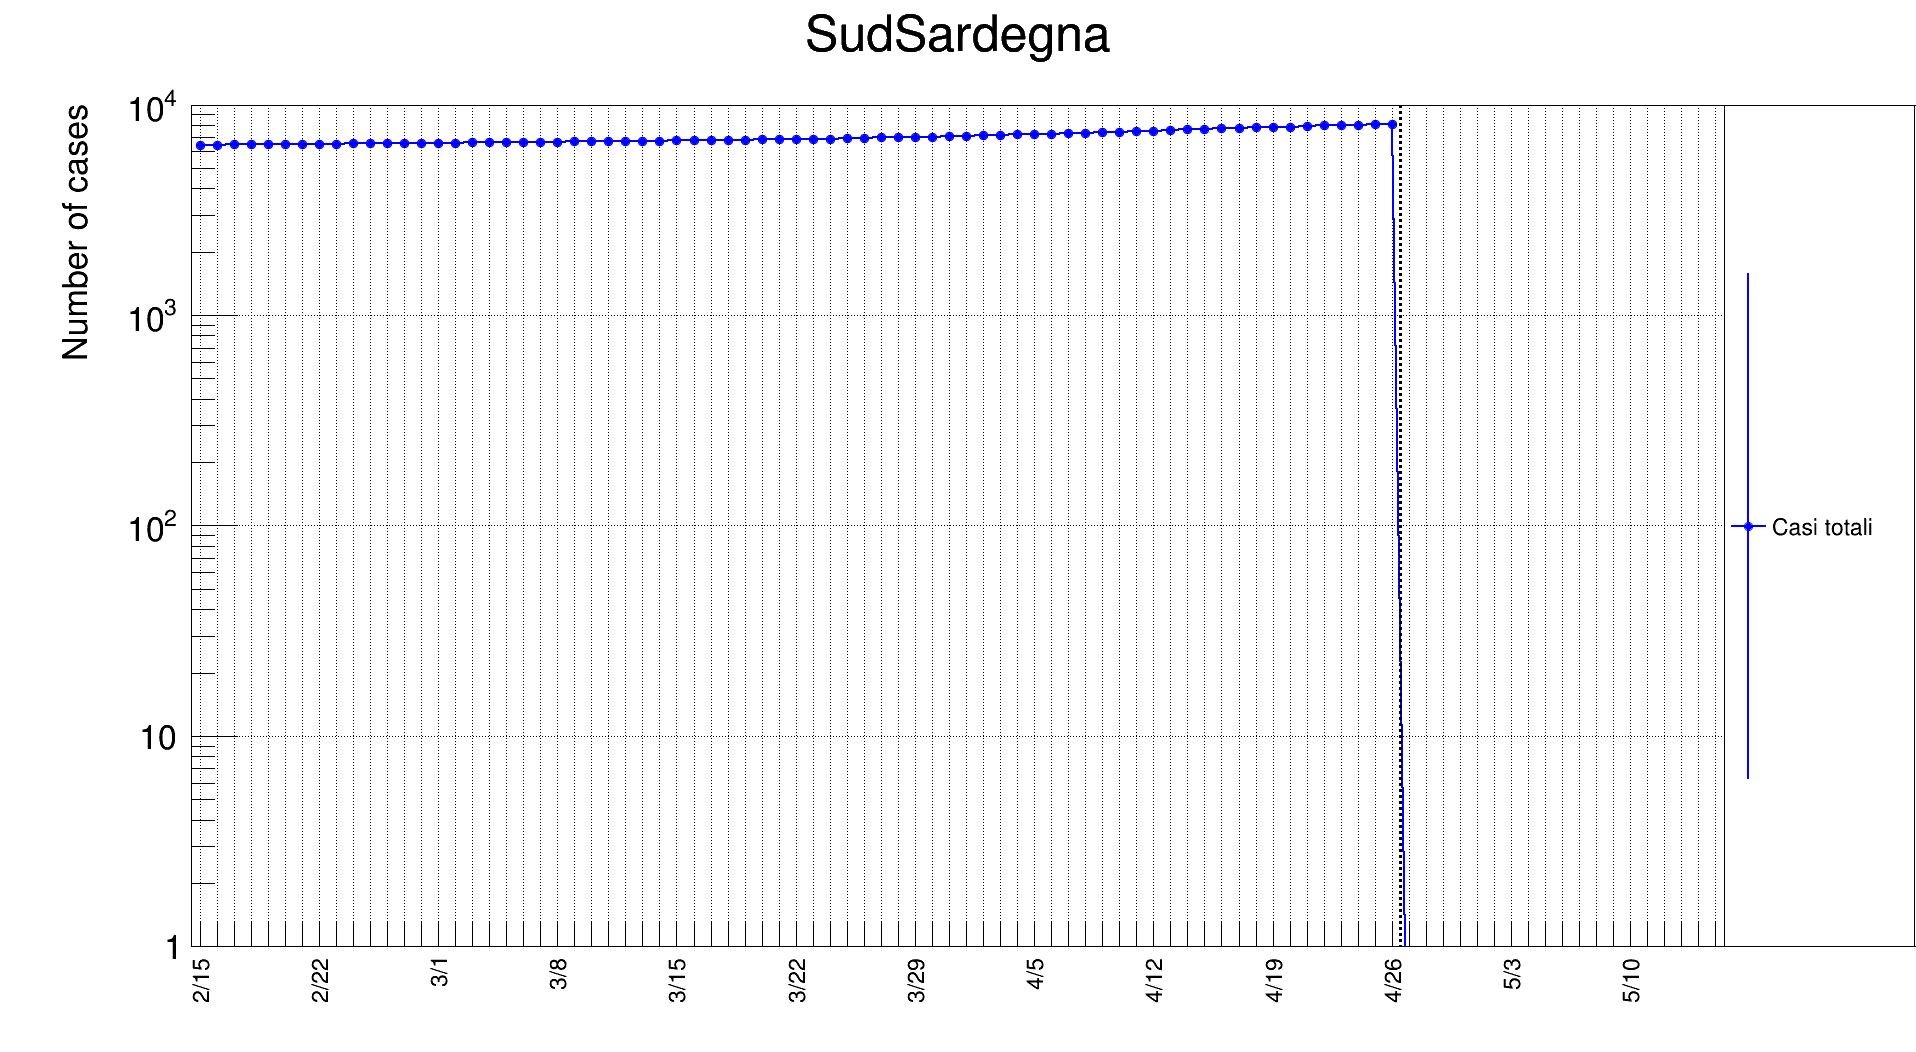 SudSardegna
Number of cases
10^4
10^3
10^2
10
1
2/15 2/22 3/1 3/8 3/15 3/22 3/29 4/5 4/12 4/19 4/26 5/3 5/10
Casi totali